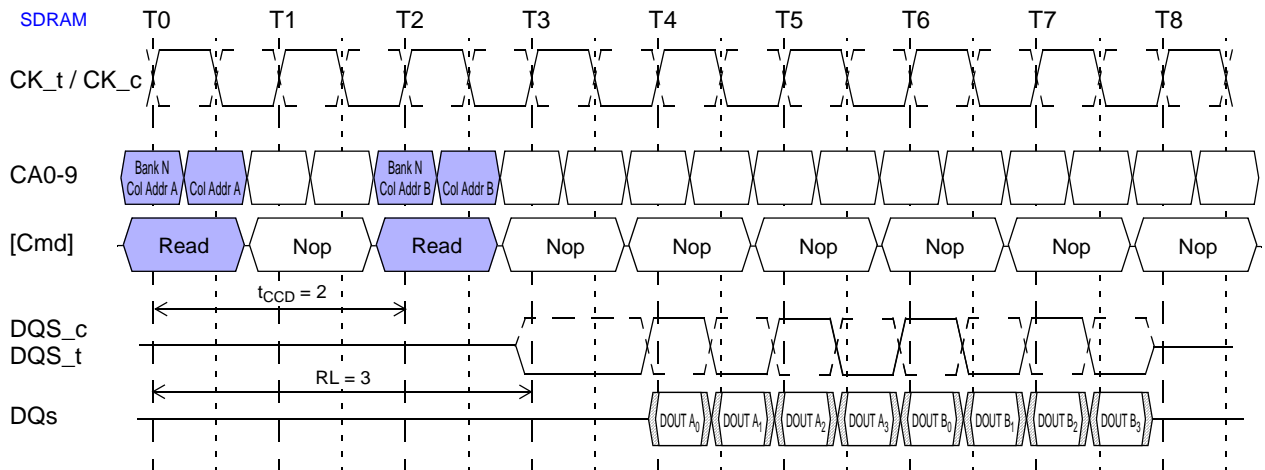 SDRAM T0 T1 T2 T3 T4 T5 T6 T7 T8
CK_t / CK_c
CA0-9
Bank N
Col Addr A
Col Addr A
Bank N
Col Addr B
Col Addr B
[Cmd] Read Nop Read Nop Nop Nop Nop Nop Nop
tCCD = 2
DQS_c
DQS_t
RL = 3
DQs DOUT A0 DOUT A1 DOUT A2 DOUT A3 DOUT B0 DOUT B1 DOUT B2 DOUT B3